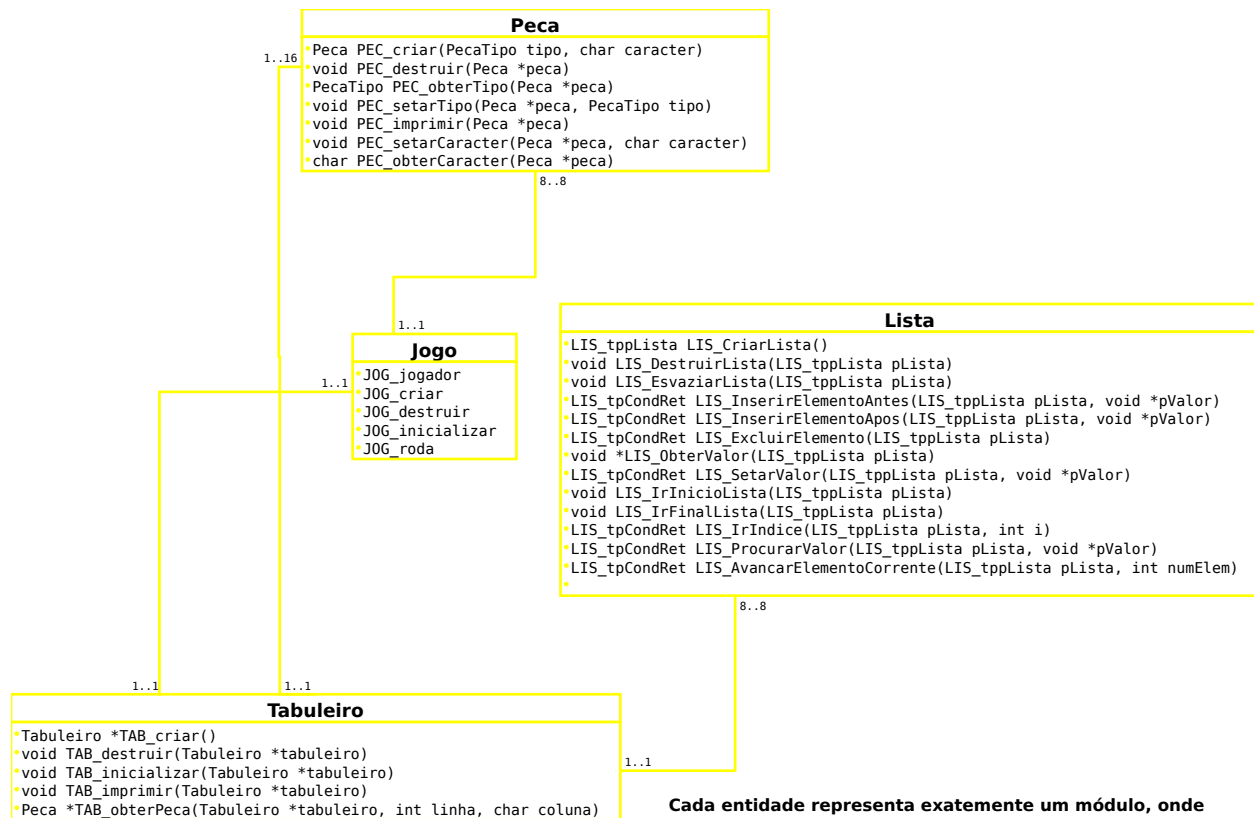 Peca
Peca PEC_criar(PecaTipo tipo, char caracter)
void PEC_destruir(Peca *peca)
PecaTipo PEC_obterTipo(Peca *peca)
void PEC_setarTipo(Peca *peca, PecaTipo tipo)
void PEC_imprimir(Peca *peca)
void PEC_setarCaracter(Peca *peca, char caracter)
char PEC_obterCaracter(Peca *peca)
1..16
8..8
1..1
Jogo
JOG_jogador
JOG_criar
JOG_destruir
JOG_inicializar
JOG_roda
1..1
Lista
LIS_tppLista LIS_CriarLista()
void LIS_DestruirLista(LIS_tppLista pLista)
void LIS_EsvaziarLista(LIS_tppLista pLista)
LIS_tpCondRet LIS_InserirElementoAntes(LIS_tppLista pLista, void *pValor)
LIS_tpCondRet LIS_InserirElementoApos(LIS_tppLista pLista, void *pValor)
LIS_tpCondRet LIS_ExcluirElemento(LIS_tppLista pLista)
void *LIS_ObterValor(LIS_tppLista pLista)
LIS_tpCondRet LIS_SetarValor(LIS_tppLista pLista, void *pValor)
void LIS_IrInicioLista(LIS_tppLista pLista)
void LIS_IrFinalLista(LIS_tppLista pLista)
LIS_tpCondRet LIS_IrIndice(LIS_tppLista pLista, int i)
LIS_tpCondRet LIS_ProcurarValor(LIS_tppLista pLista, void *pValor)
LIS_tpCondRet LIS_AvancarElementoCorrente(LIS_tppLista pLista, int numElem)
8..8
1..1
1..1
Tabuleiro
Tabuleiro *TAB_criar()
void TAB_destruir(Tabuleiro *tabuleiro)
void TAB_inicializar(Tabuleiro *tabuleiro)
void TAB_imprimir(Tabuleiro *tabuleiro)
Peca *TAB_obterPeca(Tabuleiro *tabuleiro, int linha, char coluna)
1..1
Cada entidade representa exatemente um módulo, onde